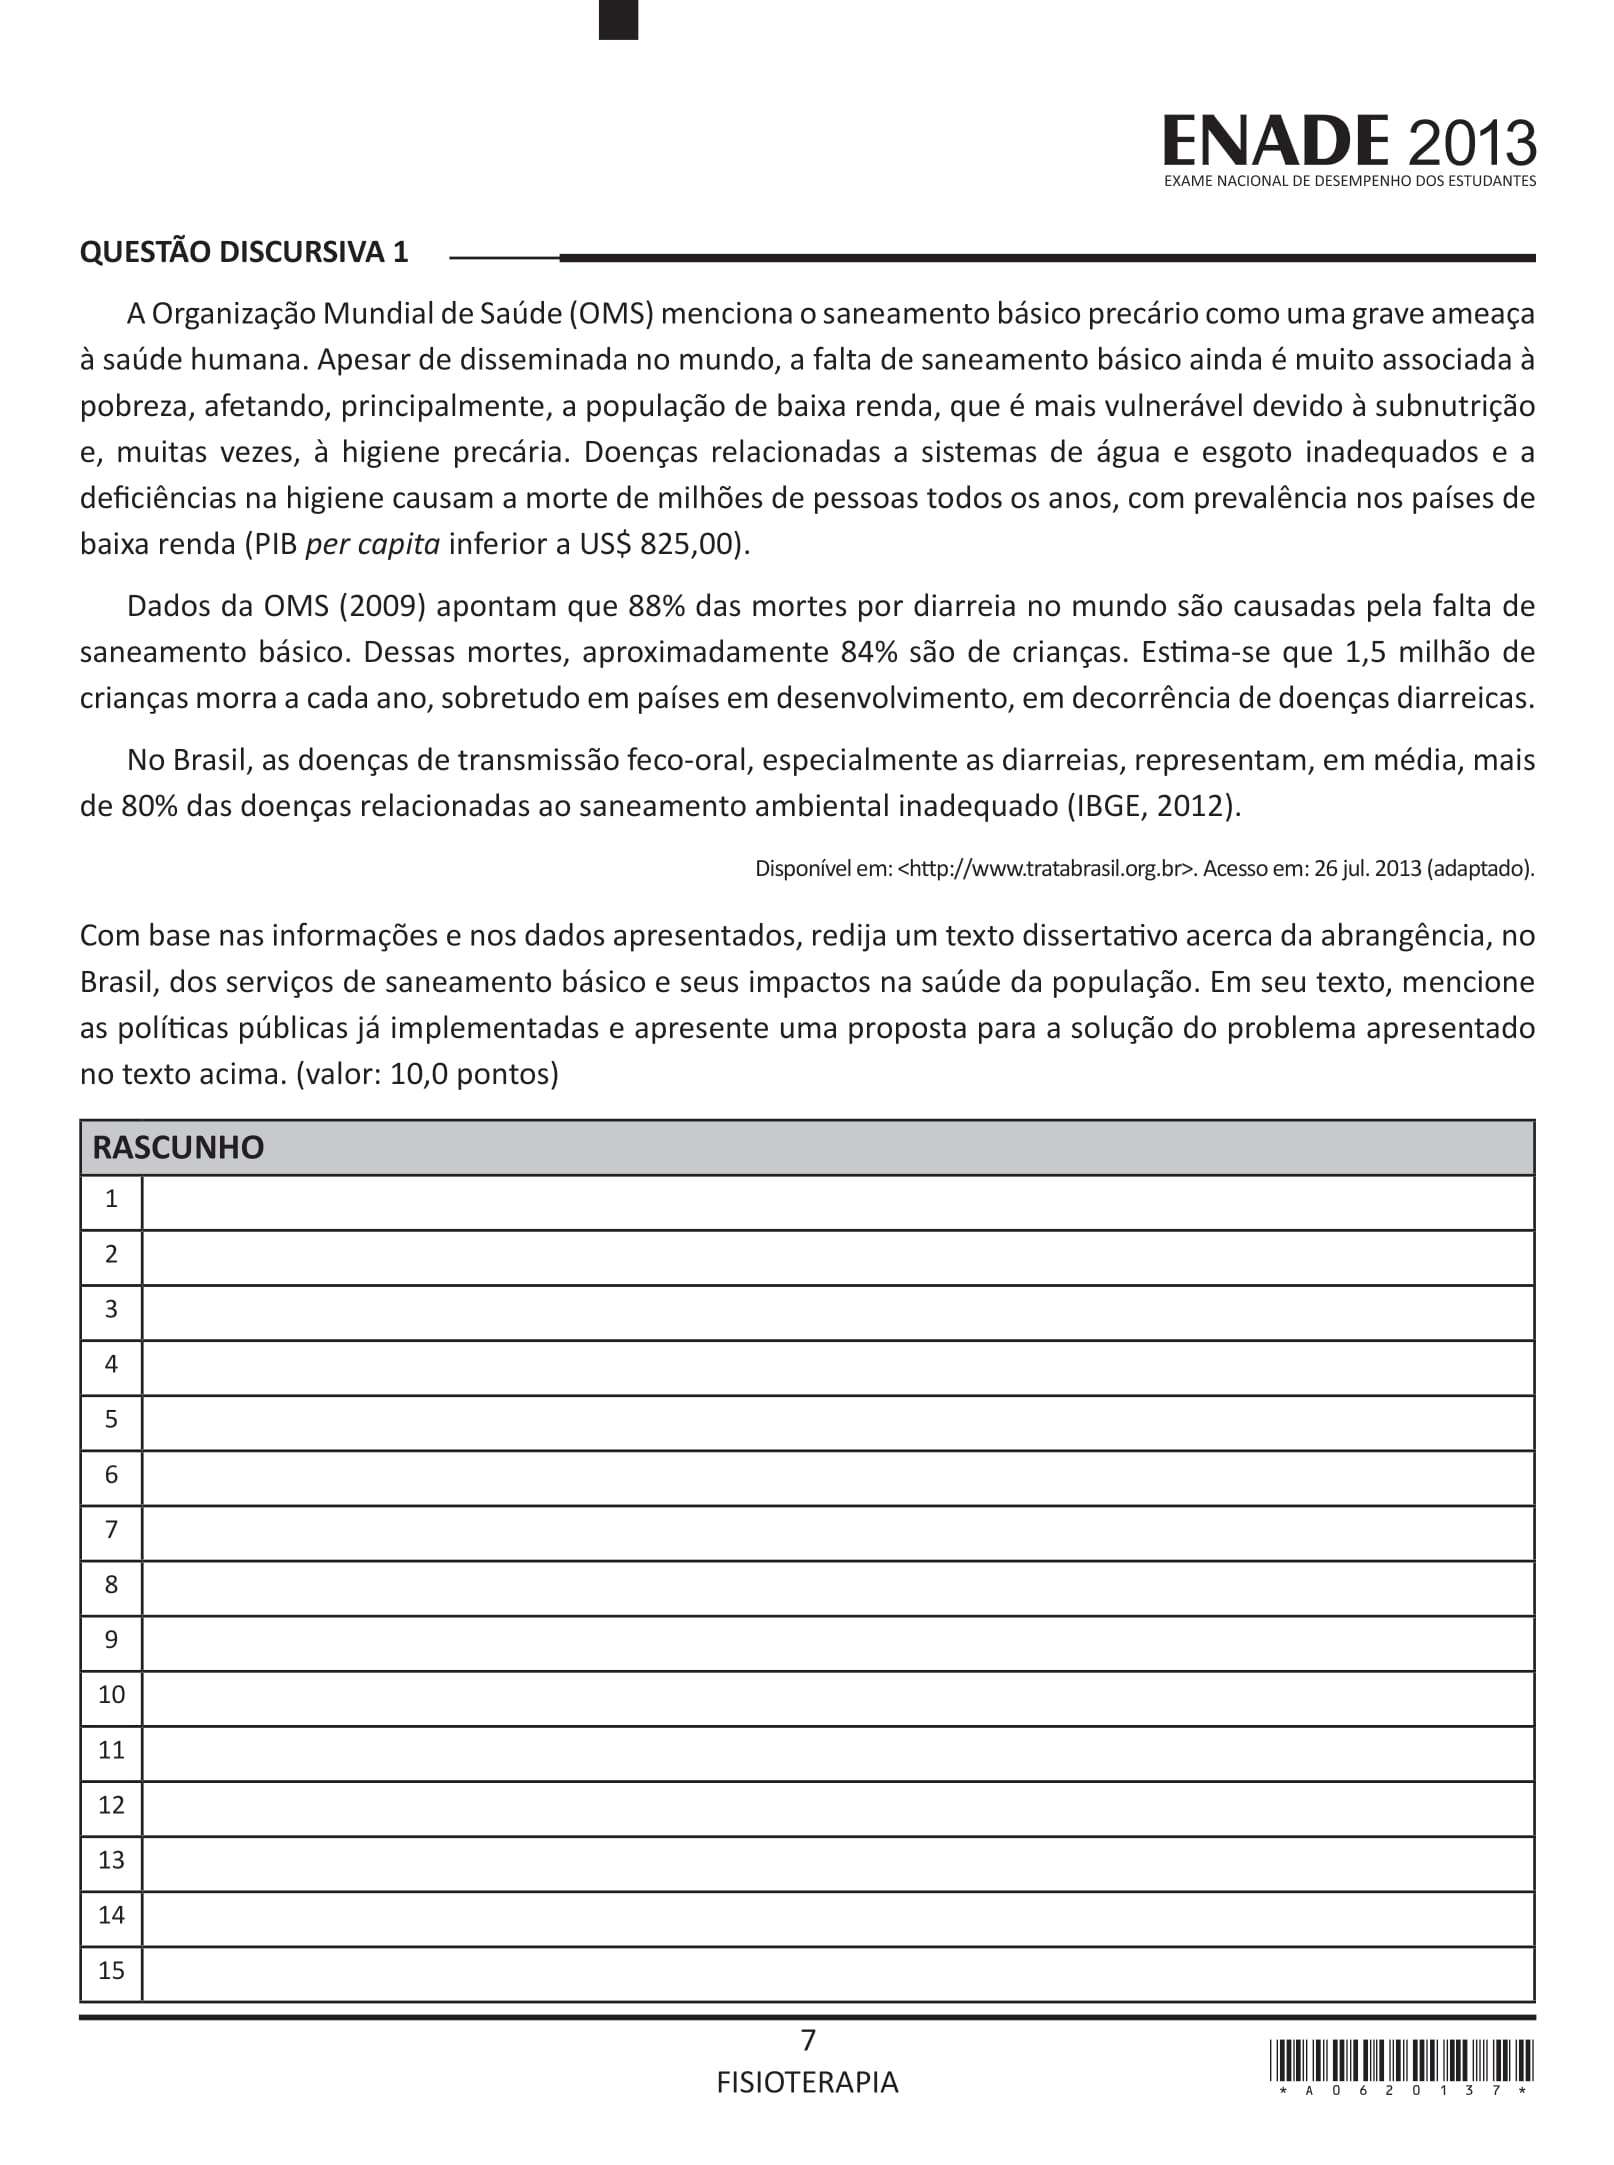 ENADE 2013
EXAME NACIONAL DE DESEMPENHO DOS ESTUDANTES
QUESTÃO DISCURSIVA 1
A Organização Mundial de Saúde (OMS) menciona o saneamento básico precário como uma grave ameaça
à saúde humana. Apesar de disseminada no mundo, a falta de saneamento básico ainda é muito associada à
pobreza, afetando, principalmente, a população de baixa renda, que é mais vulnerável devido à subnutrição
e, muitas vezes, à higiene precária. Doenças relacionadas a sistemas de água e esgoto inadequados e a
deficiências na higiene causam a morte de milhões de pessoas todos os anos, com prevalência nos países de
baixa renda (PIB per capita inferior a US$ 825,00).
Dados da OMS (2009) apontam que 88% das mortes por diarreia no mundo são causadas pela falta de
saneamento básico. Dessas mortes, aproximadamente 84% são de crianças. Estima-se que 1,5 milhão de
crianças morra a cada ano, sobretudo em países em desenvolvimento, em decorrência de doenças diarreicas.
No Brasil, as doenças de transmissão feco-oral, especialmente as diarreias, representam, em média, mais
de 80% das doenças relacionadas ao saneamento ambiental inadequado (IBGE, 2012).
Disponível em: <http://www.tratabrasil.org.br>. Acesso em: 26 jul. 2013 (adaptado).
Com base nas informações e nos dados apresentados, redija um texto dissertativo acerca da abrangência, no
Brasil, dos serviços de saneamento básico e seus impactos na saúde da população. Em seu texto, mencione
as políticas públicas já implementadas e apresente uma proposta para a solução do problema apresentado
no texto acima. (valor: 10,0 pontos)
RASCUNHO
1
2
3
4
5
6
7
8
9
10
11
12
13
14
15
7
FISIOTERAPIA
*A0620137*